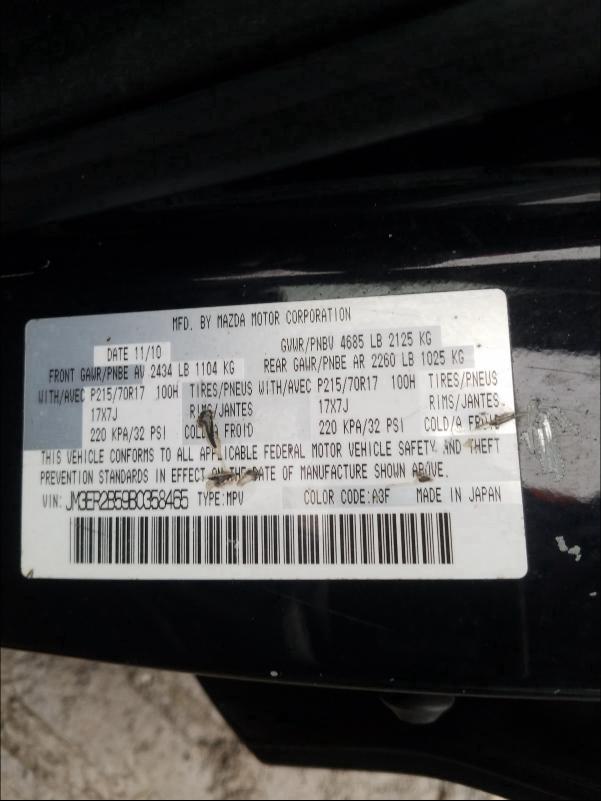 MFD. BY MAZDA MOTOR CORPORATION
DATE 11/10 GVWR/PNBV 4685 LB 2125 KG
FRONT GAWR/PNBE AV 2434 LB 1104 KG REAR GAWR/PNBE AR 2260 LB 1025 KG
WITH/AVEC P215/70R17 100H TIRES/PNEUS WITH/AVEC P215/70R17 100H TIRES/PNEUS
17X7J RIMS/JANTES 17X7J RIMS/JANTES
220 KPA/32 PSI COLD/A FROID 220 KPA/32 PSI COLD/A FROID
THIS VEHICLE CONFORMS TO ALL APPLICABLE FEDERAL MOTOR VEHICLE SAFETY AND THEFT
PREVENTION STANDARDS IN EFFECT ON THE DATE OF MANUFACTURE SHOWN ABOVE.
VIN: JM3ER2B59B0358465 TYPE:MPV COLOR CODE:A3F MADE IN JAPAN